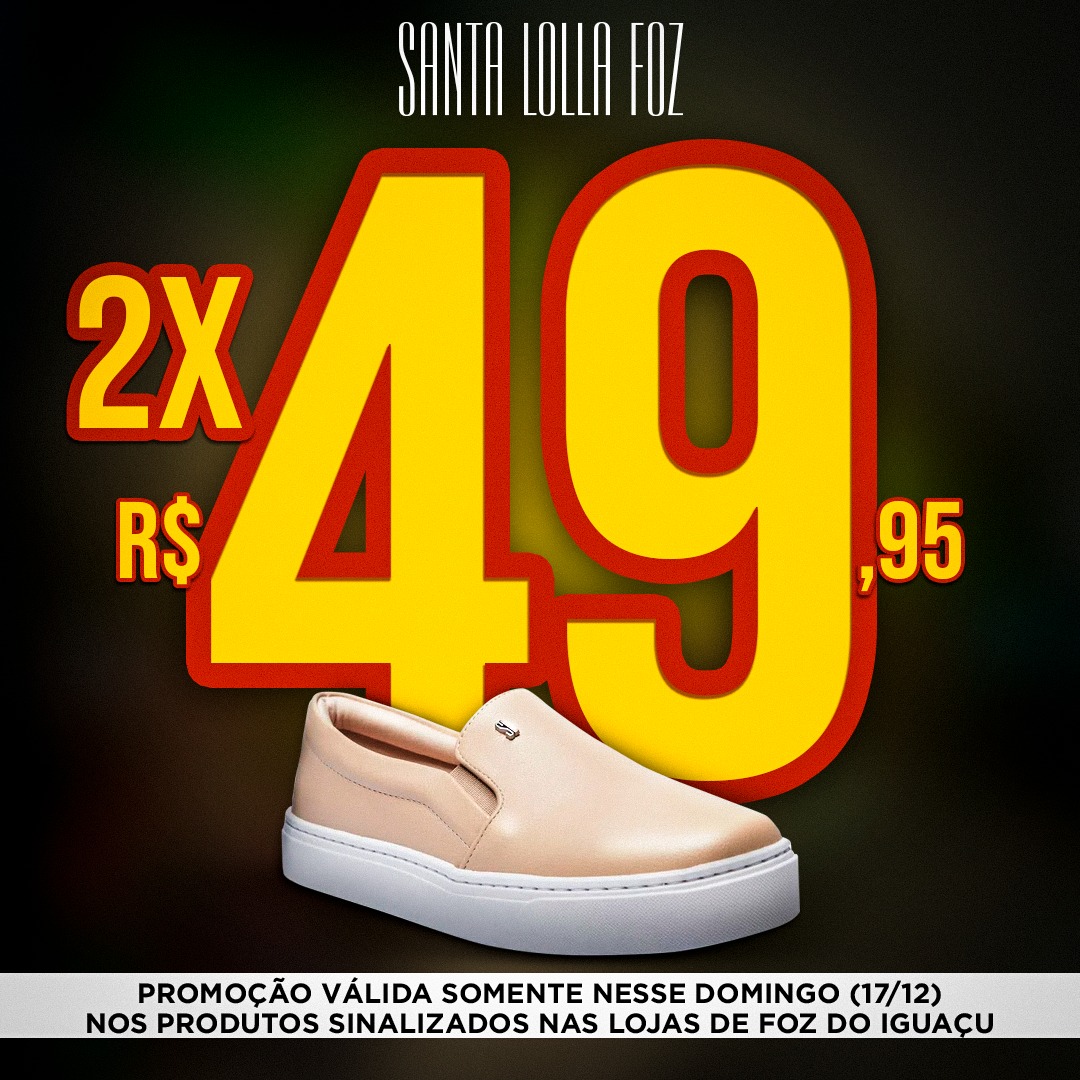 SANTA LOLLA FOZ
2X
R$ 49,95
PROMOÇÃO VÁLIDA SOMENTE NESSE DOMINGO (17/12)
NOS PRODUTOS SINALIZADOS NAS LOJAS DE FOZ DO IGUAÇU